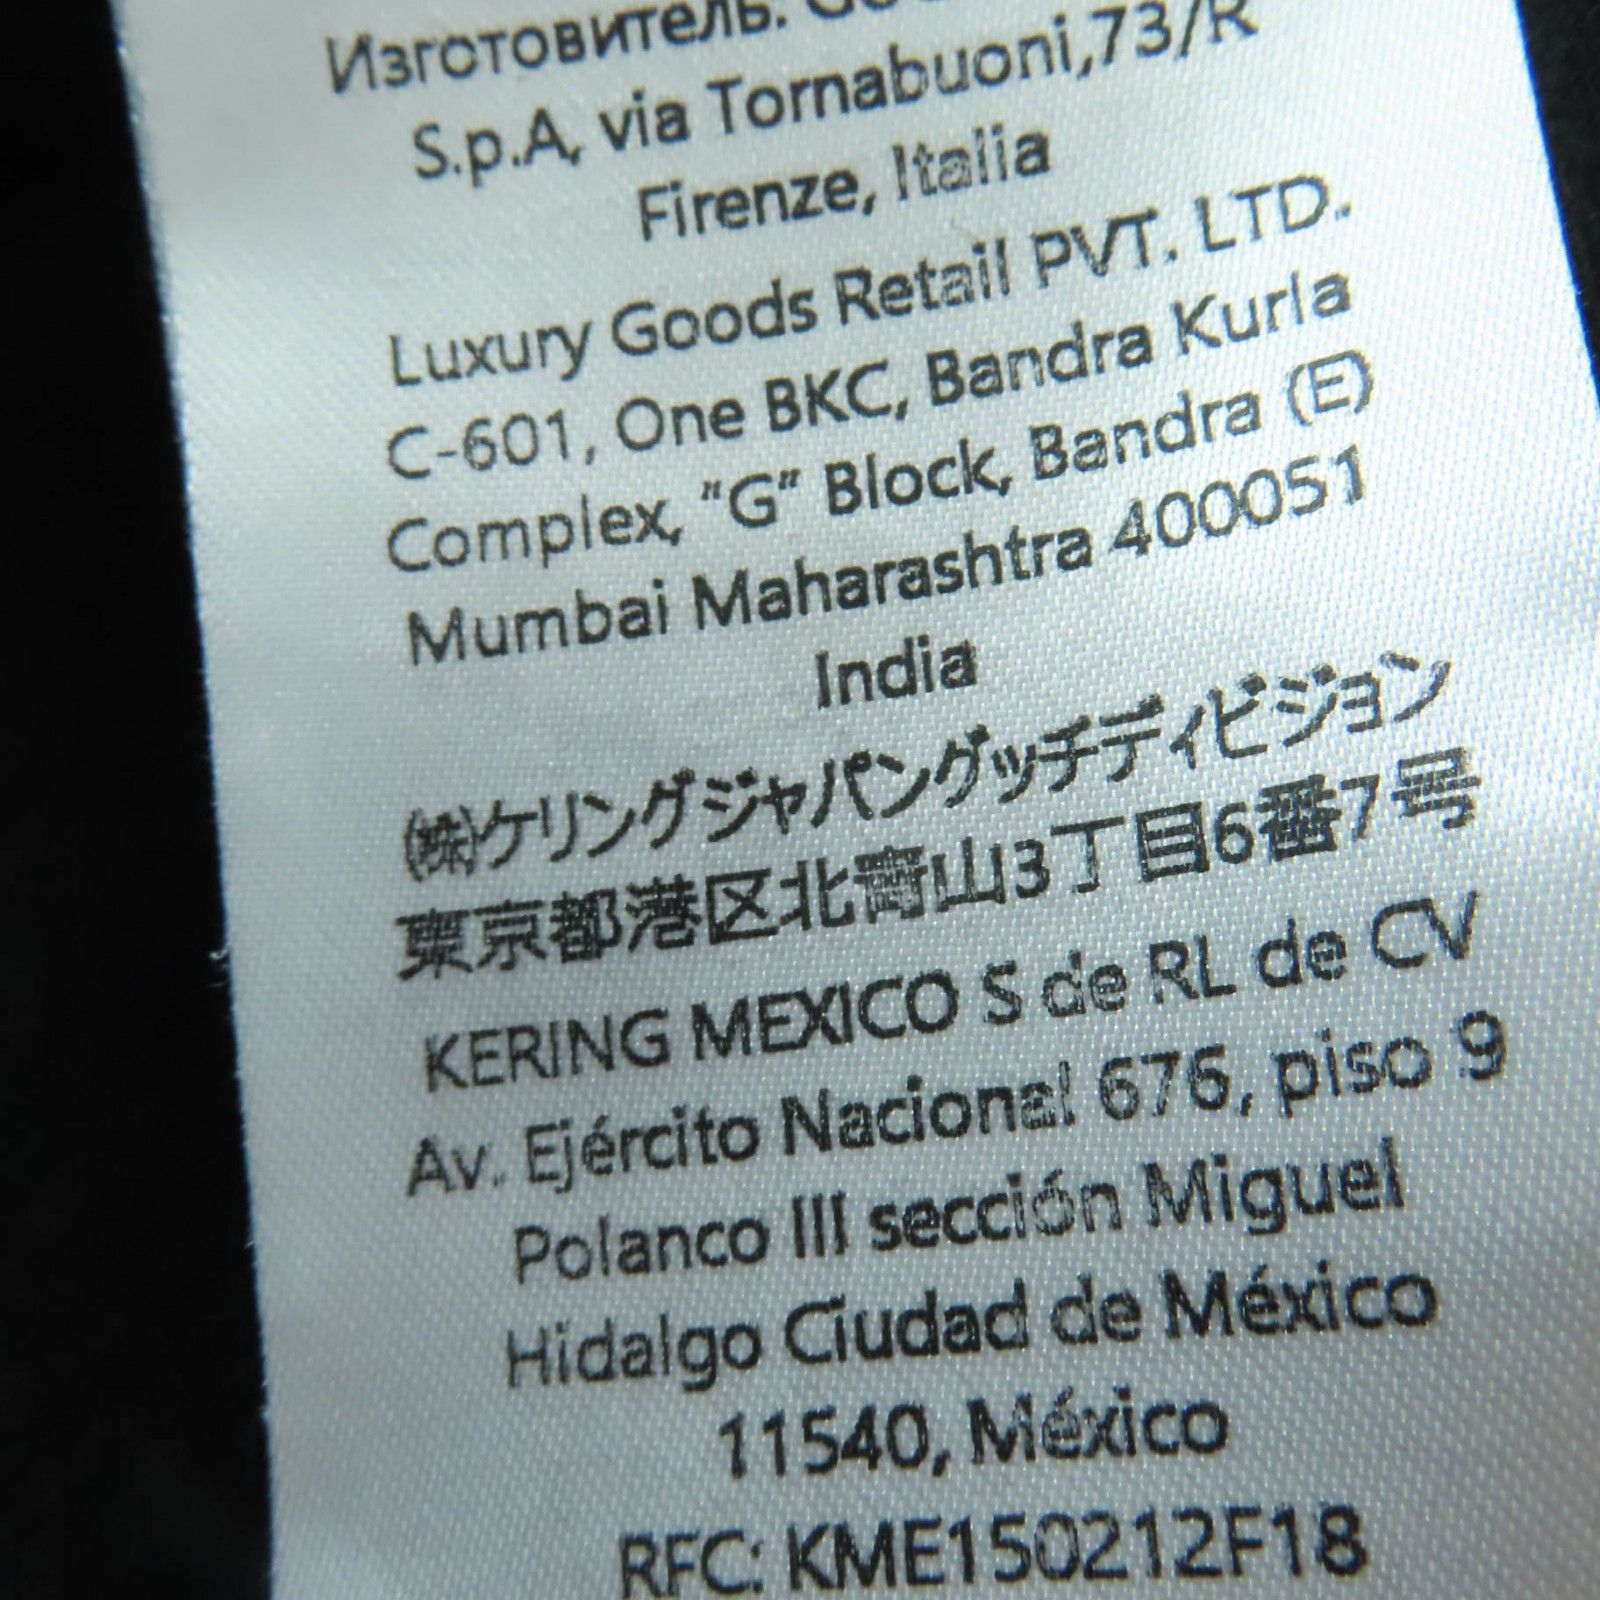 Изготовитель:
S.p.A, via Tornabuoni,73/R
Firenze, Italia
Luxury Goods Retail PVT. LTD.
C-601, One BKC, Bandra Kurla
Complex, "G" Block, Bandra (E)
Mumbai Maharashtra 400051
India
㈱ケリングジャパングッチディビジョン
東京都港区北青山3丁目6番7号
KERING MEXICO S de RL de CV
Av. Ejército Nacional 676, piso 9
Polanco III sección Miguel
Hidalgo Ciudad de México
11540, México
RFC: KME150212F18